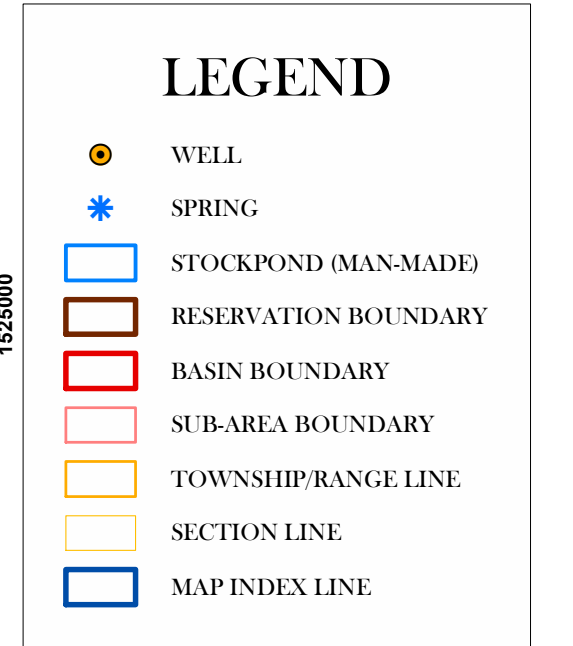 LEGEND
WELL
SPRING
STOCKPOND (MAN-MADE)
RESERVATION BOUNDARY
BASIN BOUNDARY
SUB-AREA BOUNDARY
TOWNSHIP/RANGE LINE
SECTION LINE
MAP INDEX LINE
1525000